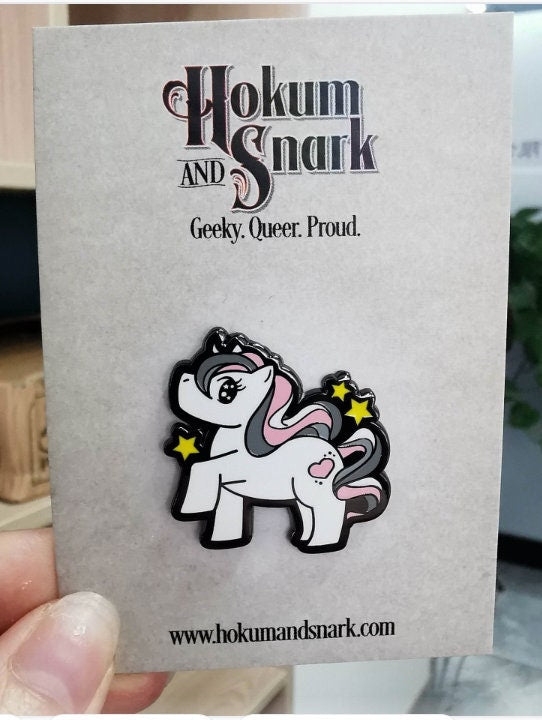 Hokum
AND Snark
Geeky. Queer. Proud.
www.hokumandsnark.com